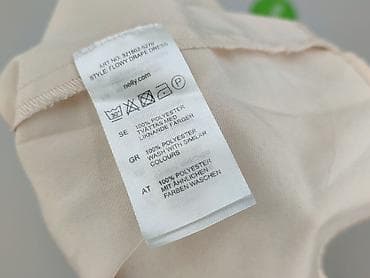 ART NO: 321602-5270
STYLE: FLOWY DRAPE DRESS
nelly.com
SE 100% POLYESTER
TVÄTTAS MED
LIKNANDE FÄRGER
GR 100% POLYESTER
WASH WITH SIMILAR
COLOURS
AT 100% POLYESTER
MIT ÄHNLICHEN
FARBEN WASCHEN